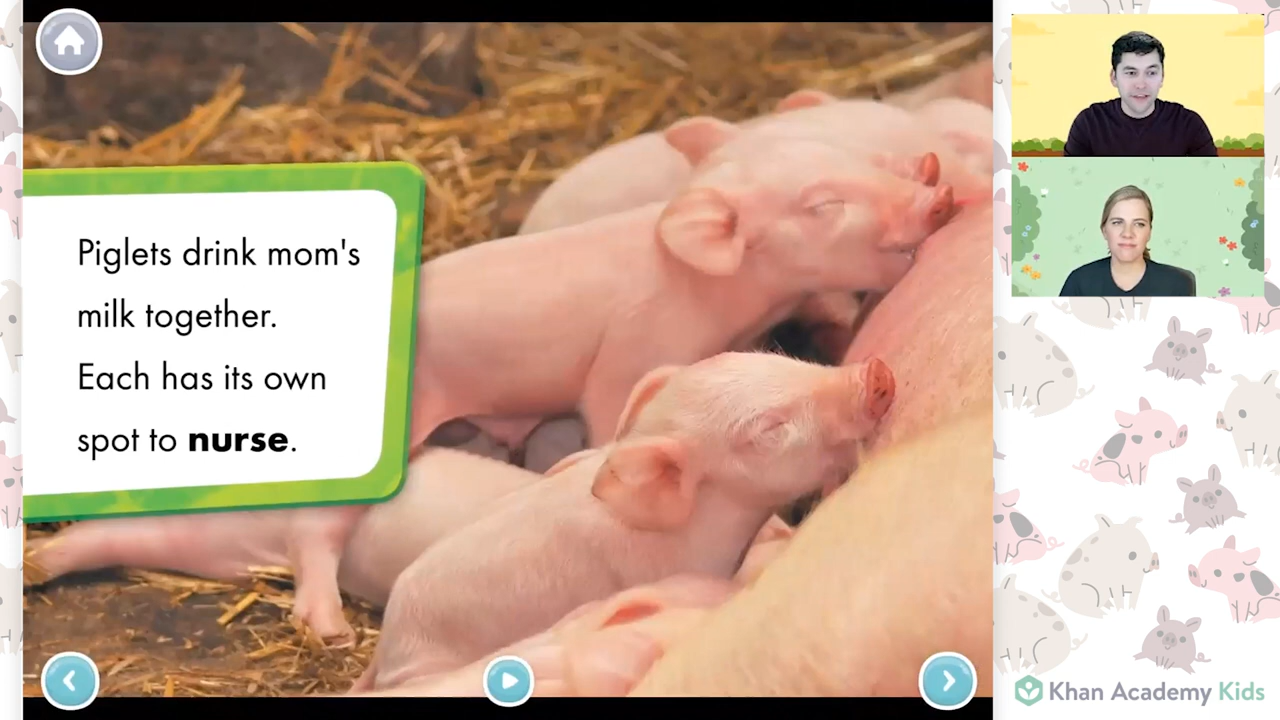 Piglets drink mom's
milk together.
Each has its own
spot to nurse.
Khan Academy Kids